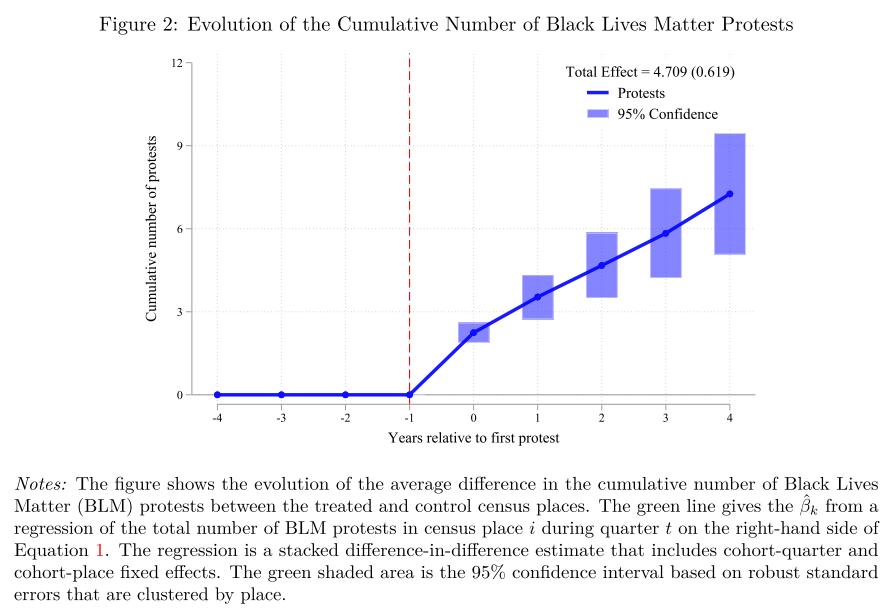 Figure 2: Evolution of the Cumulative Number of Black Lives Matter Protests
Total Effect = 4.709 (0.619)
Protests
95% Confidence
Cumulative number of protests
12
9
6
3
0
-4 -3 -2 -1 0 1 2 3 4
Years relative to first protest
Notes: The figure shows the evolution of the average difference in the cumulative number of Black Lives
Matter (BLM) protests between the treated and control census places. The green line gives the β̂ₖ from a
regression of the total number of BLM protests in census place i during quarter t on the right-hand side of
Equation 1. The regression is a stacked difference-in-difference estimate that includes cohort-quarter and
cohort-place fixed effects. The green shaded area is the 95% confidence interval based on robust standard
errors that are clustered by place.